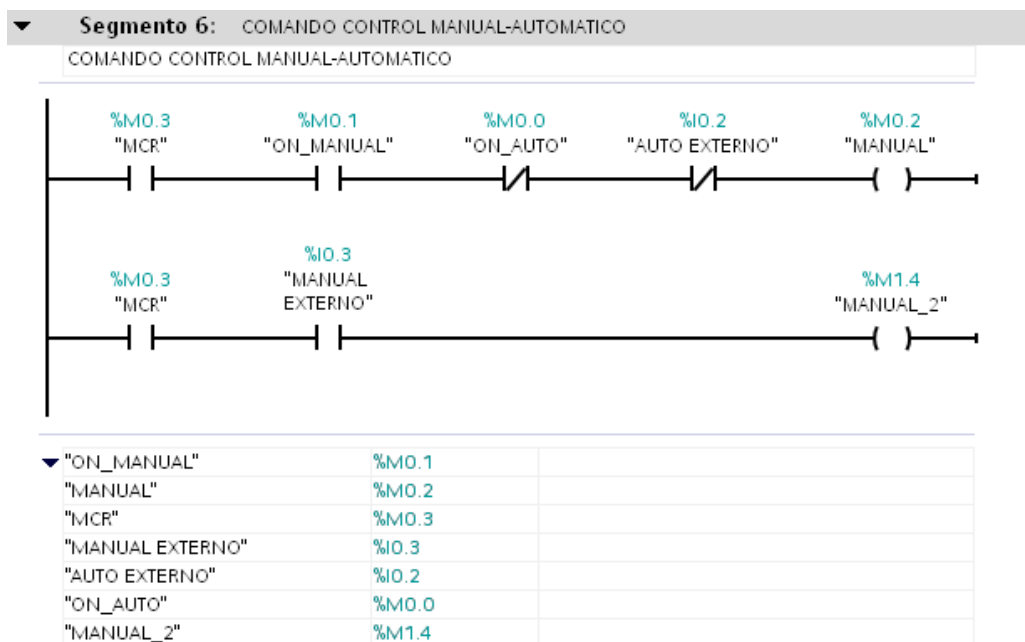 Segmento 6: COMANDO CONTROL MANUAL-AUTOMATICO
COMANDO CONTROL MANUAL-AUTOMATICO
%M0.3 %M0.1 %M0.0 %I0.2 %M0.2
"MCR" "ON_MANUAL" "ON_AUTO" "AUTO EXTERNO" "MANUAL"
%I0.3
%M0.3 "MANUAL %M1.4
"MCR" EXTERNO" "MANUAL_2"
"ON_MANUAL" %M0.1
"MANUAL" %M0.2
"MCR" %M0.3
"MANUAL EXTERNO" %I0.3
"AUTO EXTERNO" %I0.2
"ON_AUTO" %M0.0
"MANUAL_2" %M1.4